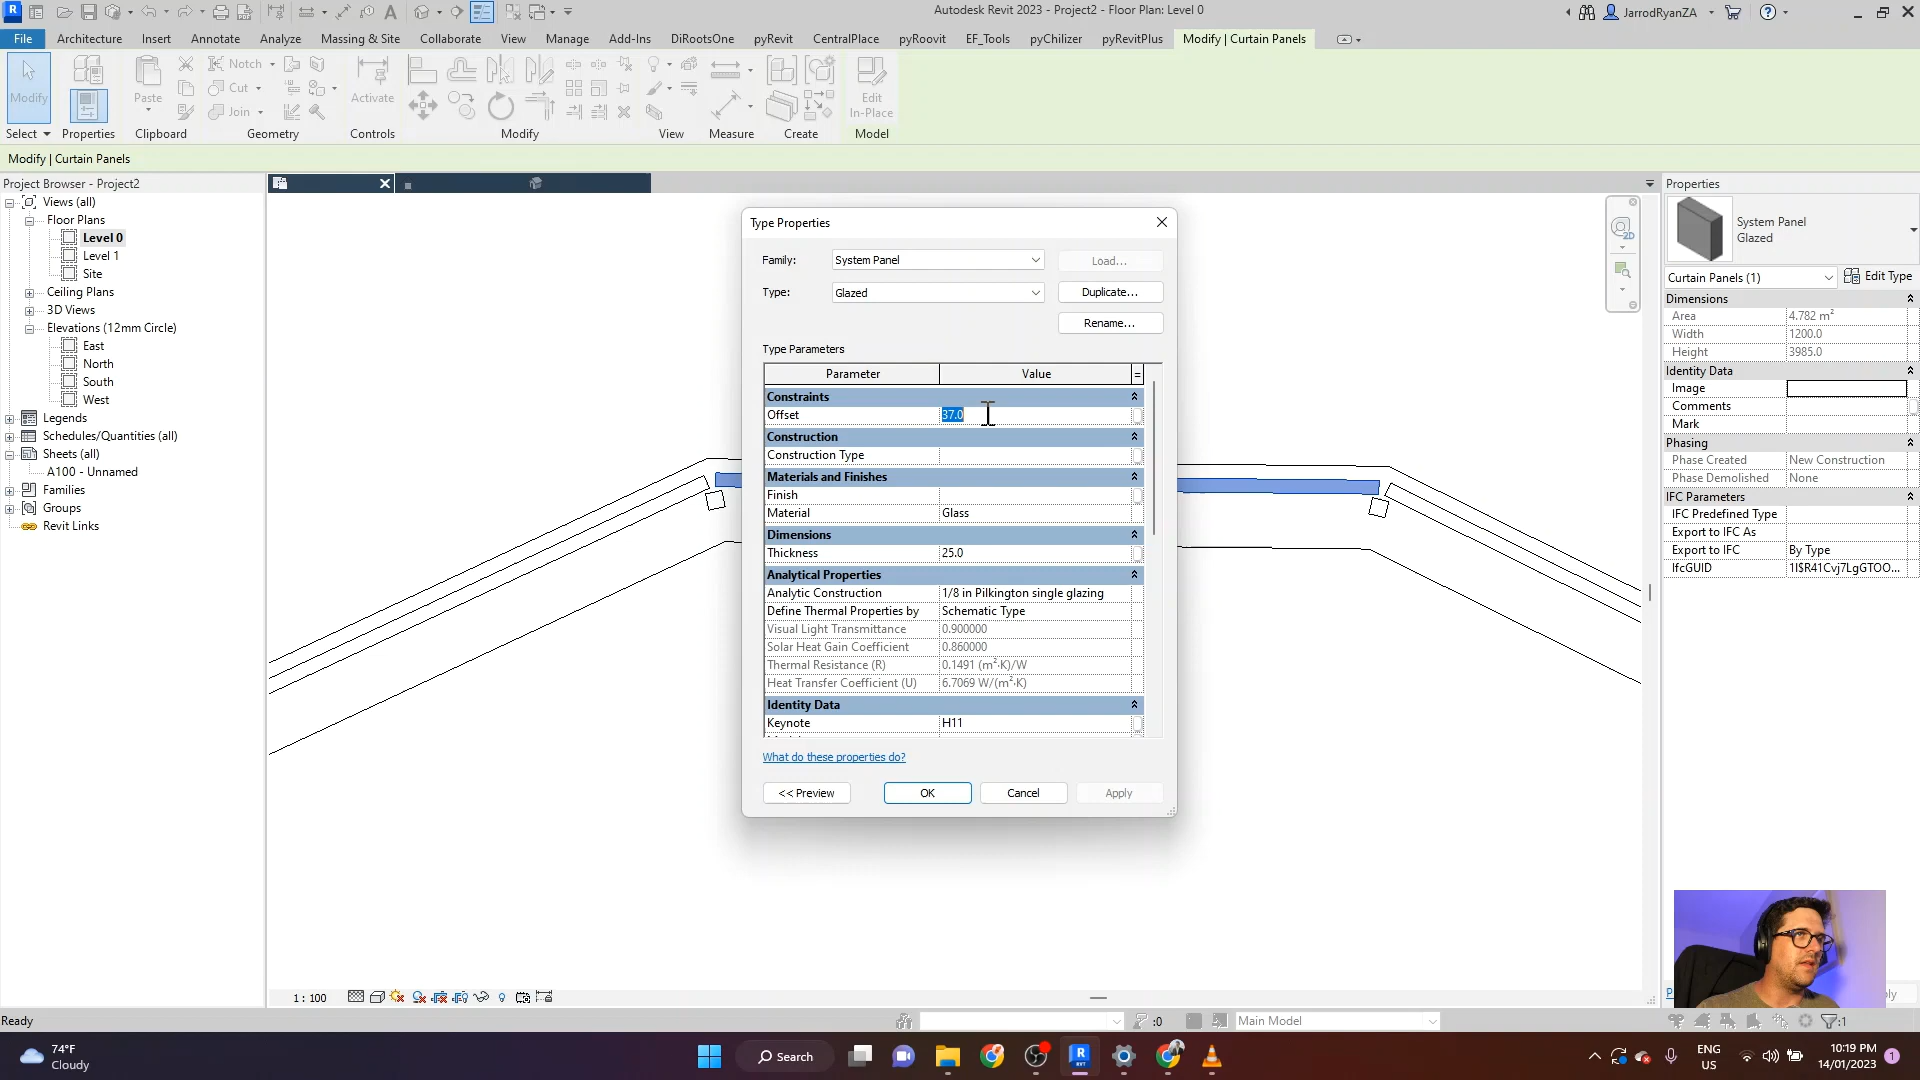 Autodesk Revit 2023 - Project2 - Floor Plan: Level 0
JarrodRyanZA
File
Architecture
Insert
Annotate
Analyze
Massing & Site
Collaborate
View
Manage
Add-Ins
DiRootsOne
pyRevit
CentralPlace
pyRoovit
EF_Tools
pyChilizer
pyRevitPlus
Modify | Curtain Panels
Modify
Paste
Notch
Cut
Join
Activate
Edit
In-Place
Select
Properties
Clipboard
Geometry
Controls
Modify
View
Measure
Create
Model
Modify | Curtain Panels
Project Browser - Project2
Views (all)
Floor Plans
Level 0
Level 1
Site
Ceiling Plans
3D Views
Elevations (12mm Circle)
East
North
South
West
Legends
Schedules/Quantities (all)
Sheets (all)
A100 - Unnamed
Families
Groups
Revit Links
Type Properties
Family:
System Panel
Load...
Type:
Glazed
Duplicate...
Rename...
Type Parameters
Parameter
Value
=
Constraints
Offset
37.0
Construction
Construction Type
Materials and Finishes
Finish
Material
Glass
Dimensions
Thickness
25.0
Analytical Properties
Analytic Construction
1/8 in Pilkington single glazing
Define Thermal Properties by
Schematic Type
Visual Light Transmittance
0.900000
Solar Heat Gain Coefficient
0.860000
Thermal Resistance (R)
0.1491 (m²·K)/W
Heat Transfer Coefficient (U)
6.7069 W/(m²·K)
Identity Data
Keynote
H11
What do these properties do?
<< Preview
OK
Cancel
Apply
2D
Properties
System Panel
Glazed
Curtain Panels (1)
Edit Type
Dimensions
Area
4.782 m²
Width
1200.0
Height
3985.0
Identity Data
Image
Comments
Mark
Phasing
Phase Created
New Construction
Phase Demolished
None
IFC Parameters
IFC Predefined Type
Export to IFC As
Export to IFC
By Type
IfcGUID
1I$R41Cvj7LgGTOO...
1 : 100
Ready
:0
Main Model
:1
74°F
Cloudy
Search
ENG
US
10:19 PM
14/01/2023
1